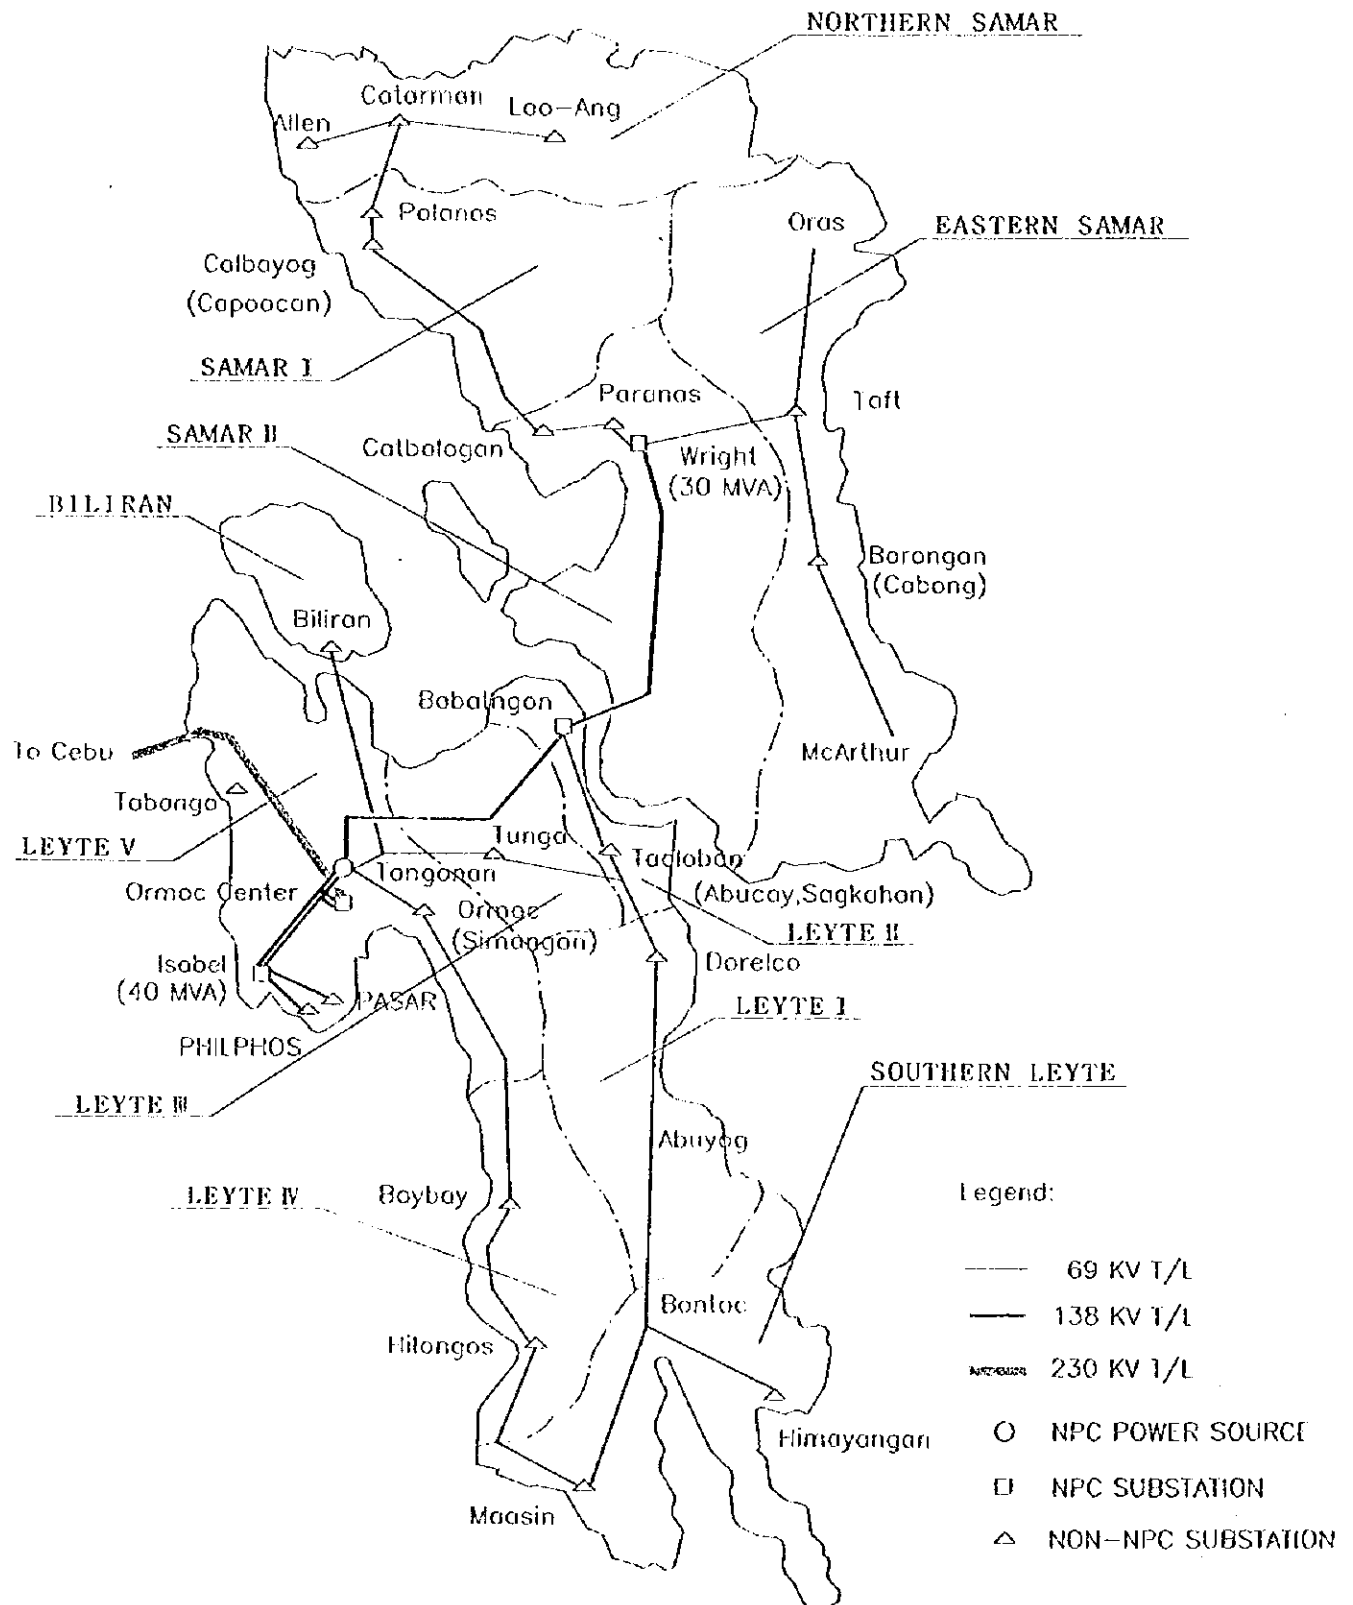 NORTHERN SAMAR
Catarman
Lao-Ang
Allen
Palanas
Oras
EASTERN SAMAR
Calbayog
(Capoocan)
SAMAR I
Paranas
Taft
SAMAR II
Catbalogan
Wright
(30 MVA)
BILIRAN
Borongan
(Cabong)
Biliran
Babatngon
To Cebu
McArthur
Tabango
LEYTE V
Tunga
Tacloban
Ormoc Center
Tongonan
(Abucay,Sagkahan)
Ormoc
(Simangan)
LEYTE II
Isabel
(40 MVA)
Dorelco
PASAR
LEYTE I
PHILPHOS
SOUTHERN LEYTE
LEYTE III
Abuyog
LEYTE IV
Baybay
Legend:
69 KV T/L
Bontoc
138 KV T/L
Hilongos
230 KV T/L
Himayangan
NPC POWER SOURCE
NPC SUBSTATION
Maasin
NON-NPC SUBSTATION